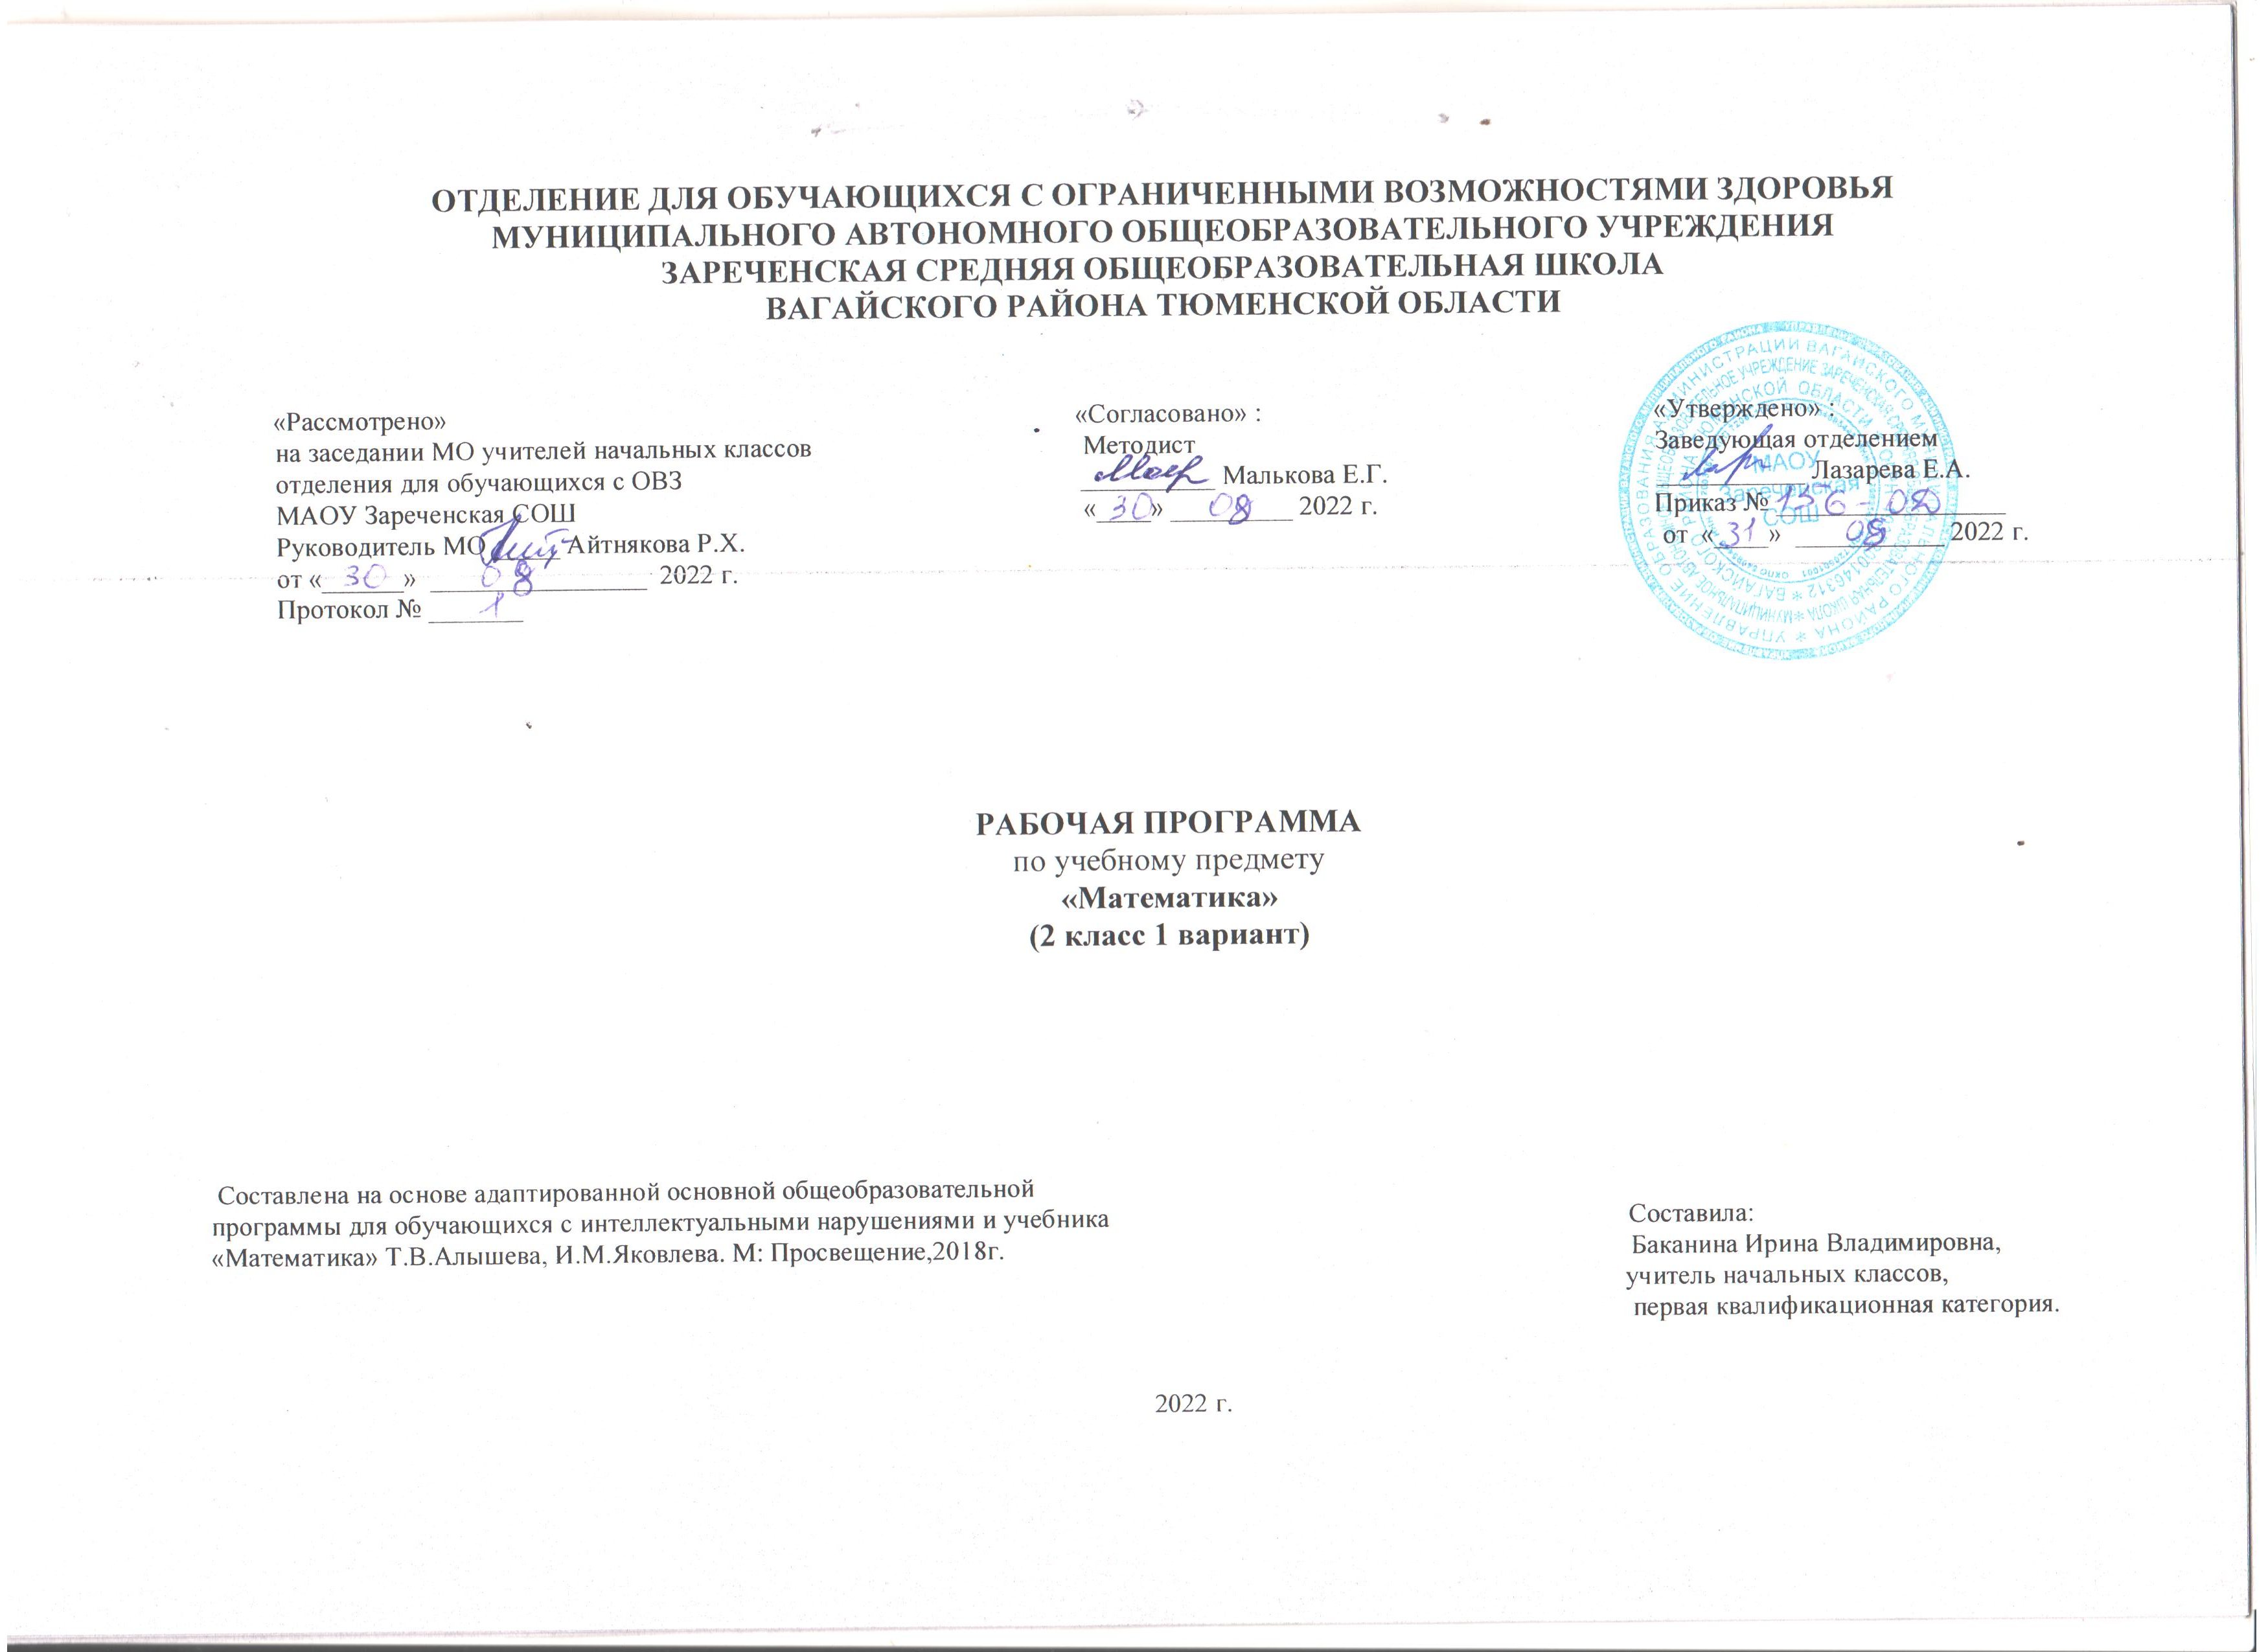 ОТДЕЛЕНИЕ ДЛЯ ОБУЧАЮЩИХСЯ С ОГРАНИЧЕННЫМИ ВОЗМОЖНОСТЯМИ ЗДОРОВЬЯ
МУНИЦИПАЛЬНОГО АВТОНОМНОГО ОБЩЕОБРАЗОВАТЕЛЬНОГО УЧРЕЖДЕНИЯ
ЗАРЕЧЕНСКАЯ СРЕДНЯЯ ОБЩЕОБРАЗОВАТЕЛЬНАЯ ШКОЛА
ВАГАЙСКОГО РАЙОНА ТЮМЕНСКОЙ ОБЛАСТИ
«Рассмотрено»
на заседании МО учителей начальных классов
отделения для обучающихся с ОВЗ
МАОУ Зареченская СОШ
Руководитель МО Айтнякова Р.Х.
от «30» 08 2022 г.
Протокол № 1
«Согласовано» :
Методист
Малькова Е.Г.
«30» 08 2022 г.
«Утверждено» :
Заведующая отделением
Лазарева Е.А.
Приказ № 136-ОД
от «31» 08 2022 г.
МАОУ
Зареченская
СОШ
РАБОЧАЯ ПРОГРАММА
по учебному предмету
«Математика»
(2 класс 1 вариант)
Составлена на основе адаптированной основной общеобразовательной
программы для обучающихся с интеллектуальными нарушениями и учебника
«Математика» Т.В.Алышева, И.М.Яковлева. М: Просвещение,2018г.
Составила:
Баканина Ирина Владимировна,
учитель начальных классов,
первая квалификационная категория.
2022 г.